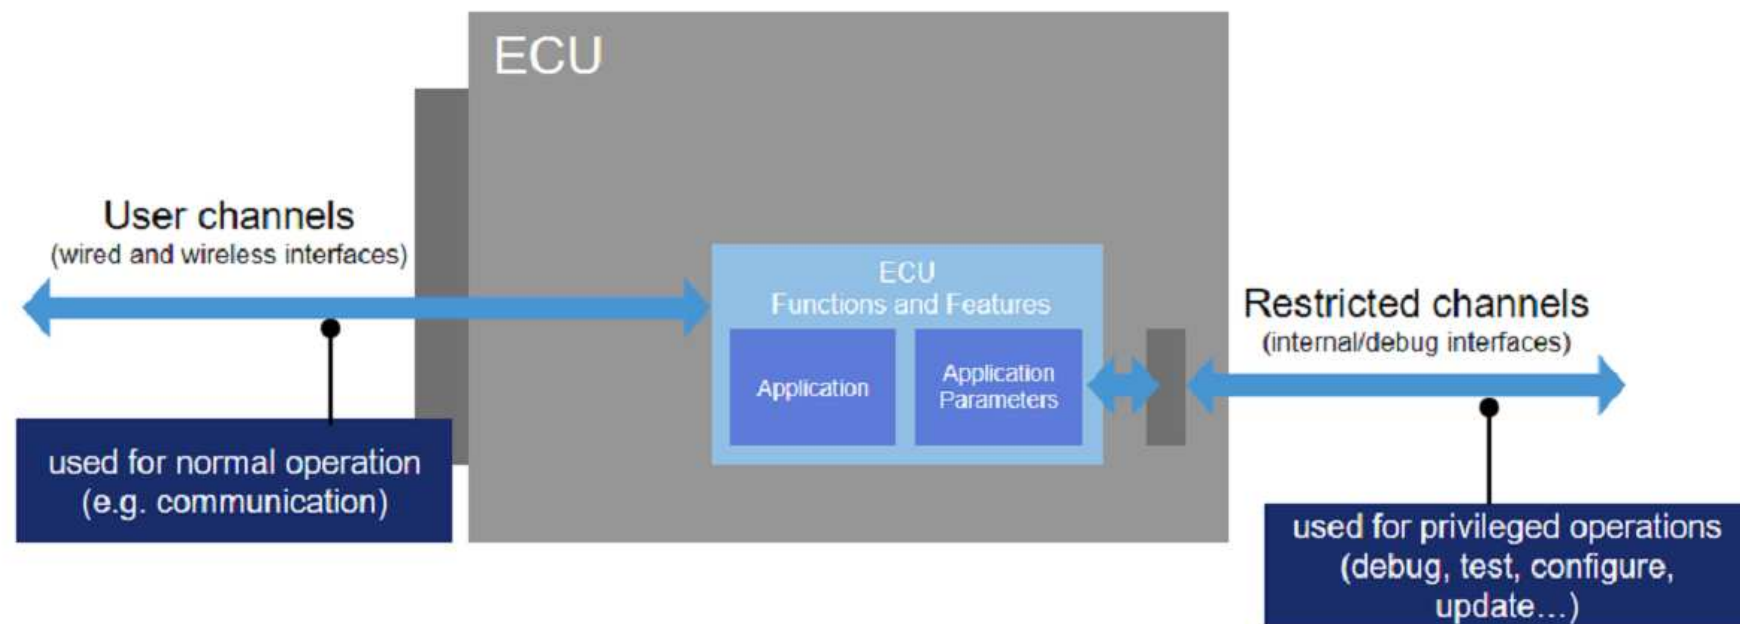 ECU
User channels
(wired and wireless interfaces)
used for normal operation
(e.g. communication)
ECU
Functions and Features
Application
Application
Parameters
Restricted channels
(internal/debug interfaces)
used for privileged operations
(debug, test, configure,
update…)